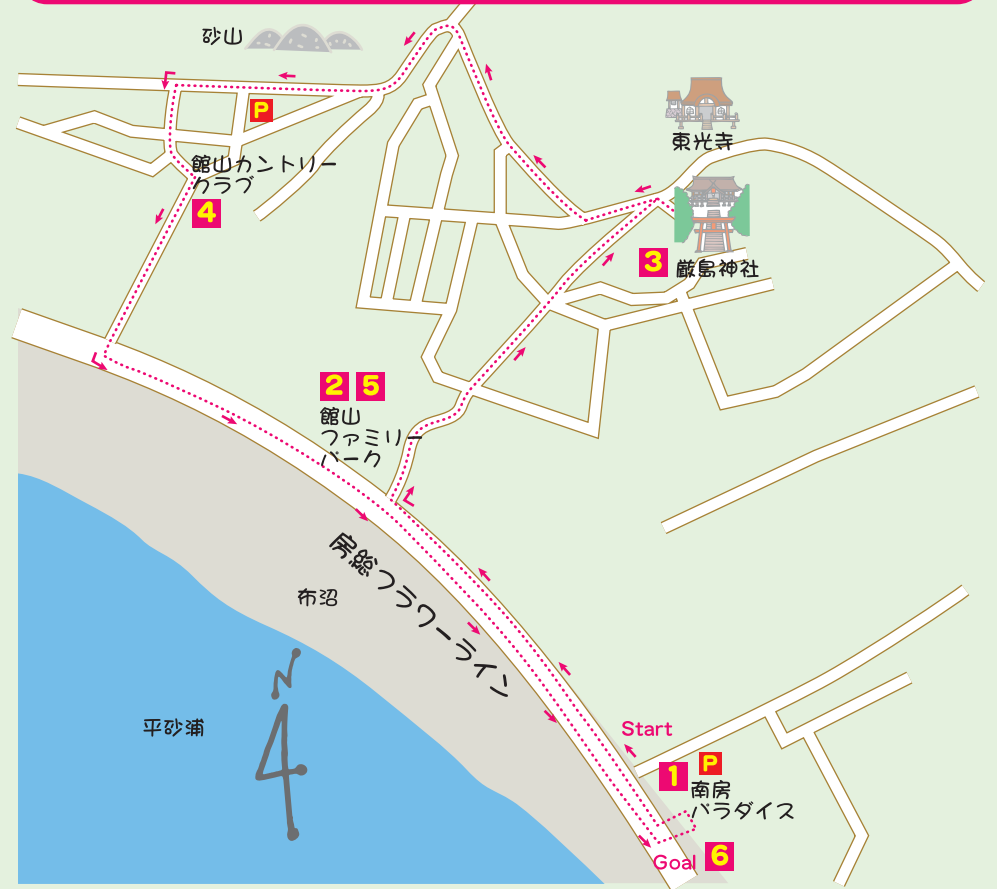 砂山
P
東光寺
館山カントリー
クラブ
4
3 厳島神社
2 5
館山
ファミリー
パーク
房総フラワーライン
布沼
N
平砂浦
Start
P
1
南房
パラダイス
Goal 6